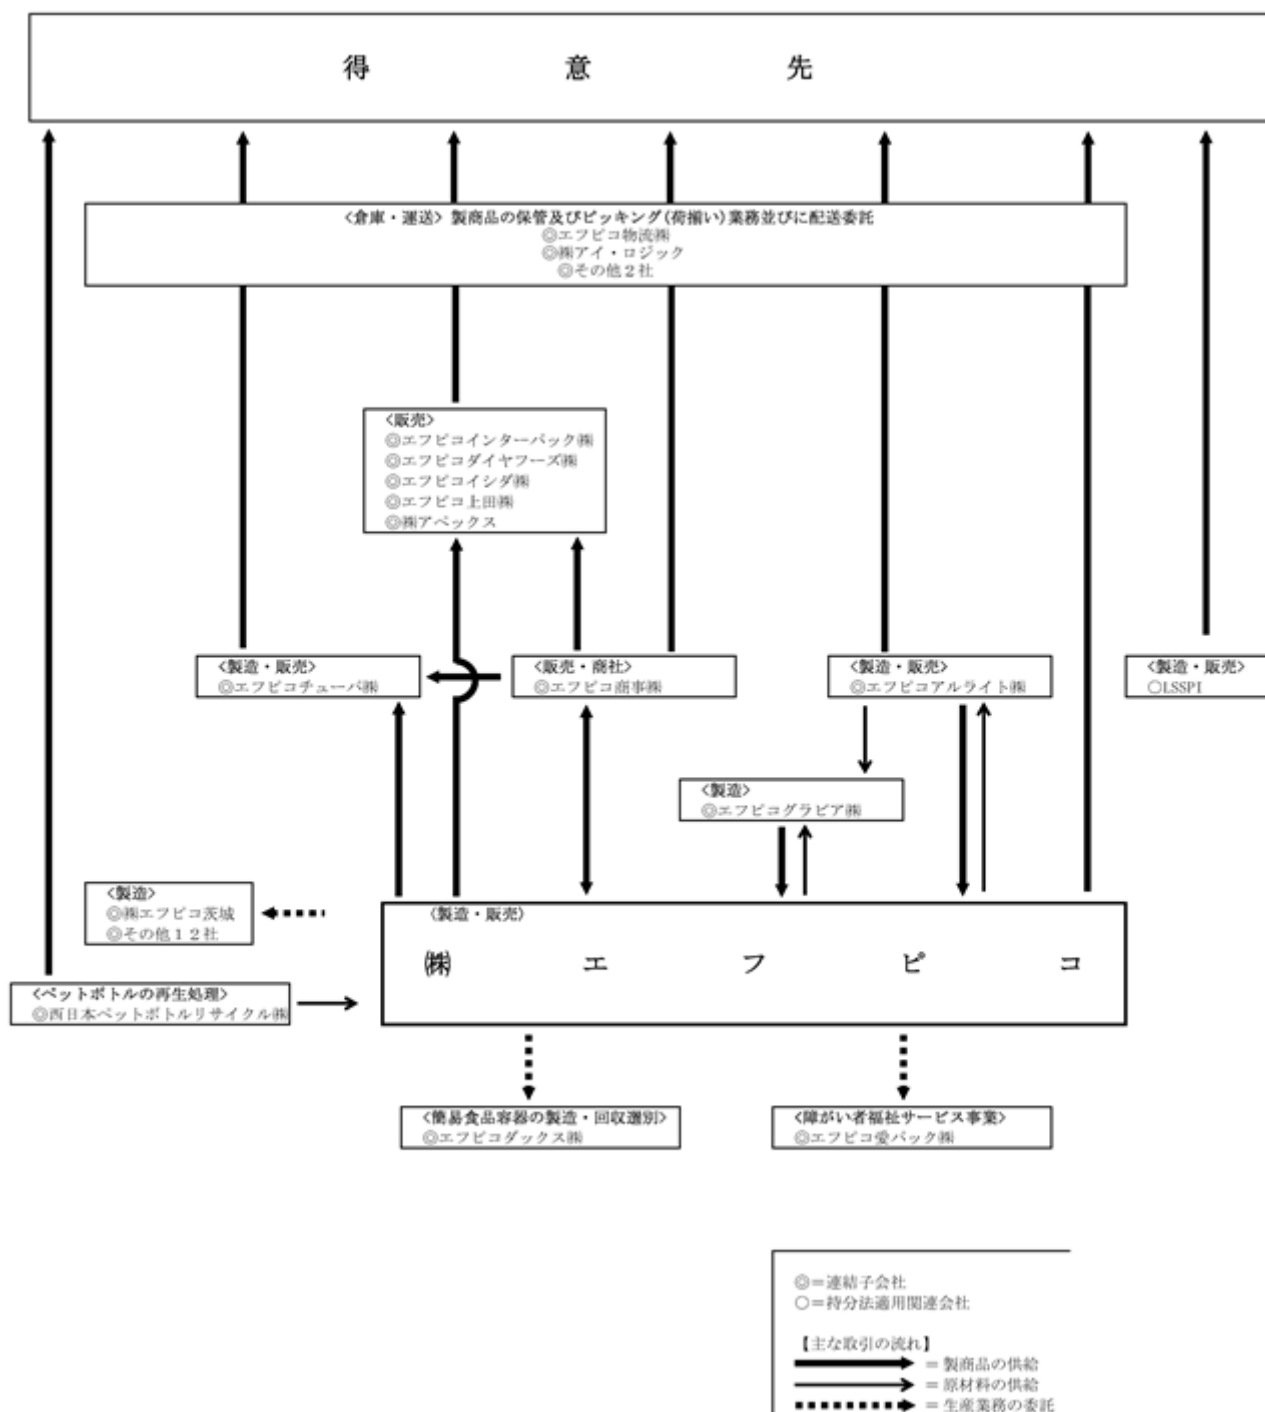 得意先
〈倉庫・運送〉製商品の保管及びピッキング(荷揃い)業務並びに配送委託
◎エフピコ物流㈱
◎㈱アイ・ロジック
◎その他２社
〈販売〉
◎エフピコインターパック㈱
◎エフピコダイヤフーズ㈱
◎エフピコイシダ㈱
◎エフピコ上田㈱
◎㈱アペックス
〈製造・販売〉
◎エフピコチューパ㈱
〈販売・商社〉
◎エフピコ商事㈱
〈製造・販売〉
◎エフピコアルライト㈱
〈製造・販売〉
○LSSPI
〈製造〉
◎エフピコグラビア㈱
〈製造〉
◎㈱エフピコ茨城
◎その他１２社
〈製造・販売〉
㈱エフピコ
〈ペットボトルの再生処理〉
◎西日本ペットボトルリサイクル㈱
〈簡易食品容器の製造・回収選別〉
◎エフピコダックス㈱
〈障がい者福祉サービス事業〉
◎エフピコ愛パック㈱
◎＝連結子会社
○＝持分法適用関連会社
【主な取引の流れ】
＝製商品の供給
＝原材料の供給
＝生産業務の委託